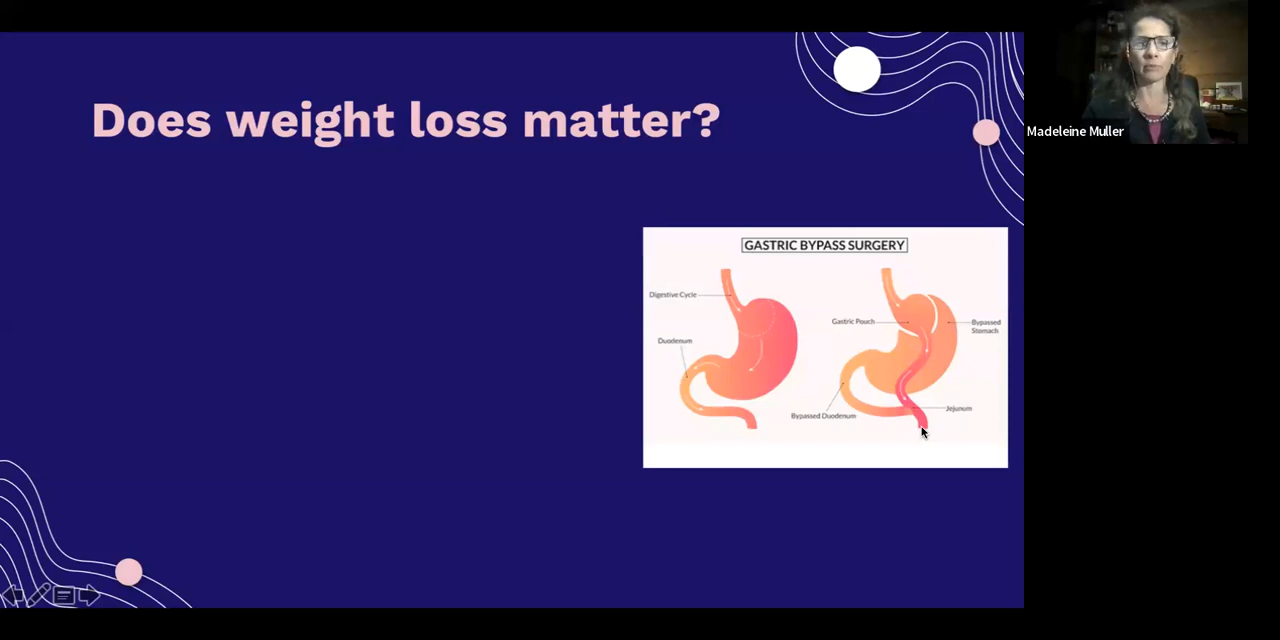 Does weight loss matter?
Madeleine Muller
GASTRIC BYPASS SURGERY
Digestive Cycle
Duodenum
Gastric Pouch
Bypassed
Stomach
Bypassed Duodenum
Jejunum